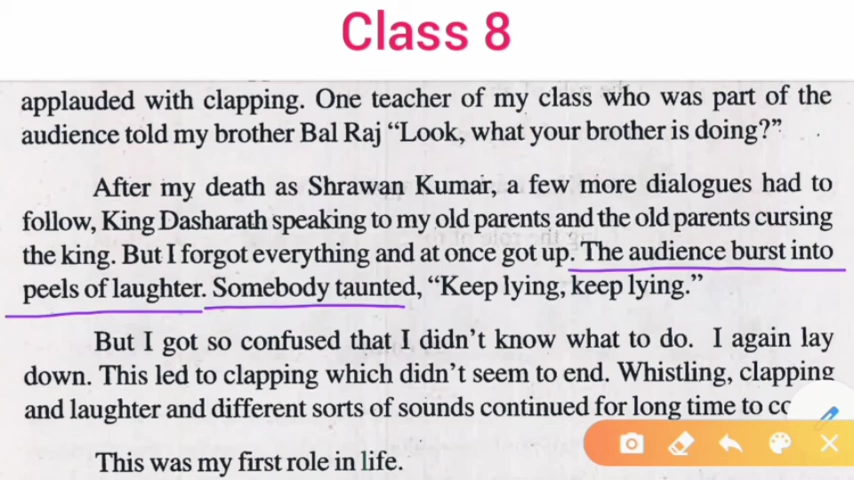 Class 8
applauded with clapping. One teacher of my class who was part of the
audience told my brother Bal Raj “Look, what your brother is doing?”
After my death as Shrawan Kumar, a few more dialogues had to
follow, King Dasharath speaking to my old parents and the old parents cursing
the king. But I forgot everything and at once got up. The audience burst into
peels of laughter. Somebody taunted, “Keep lying, keep lying.”
But I got so confused that I didn’t know what to do. I again lay
down. This led to clapping which didn’t seem to end. Whistling, clapping
and laughter and different sorts of sounds continued for long time to
This was my first role in life.